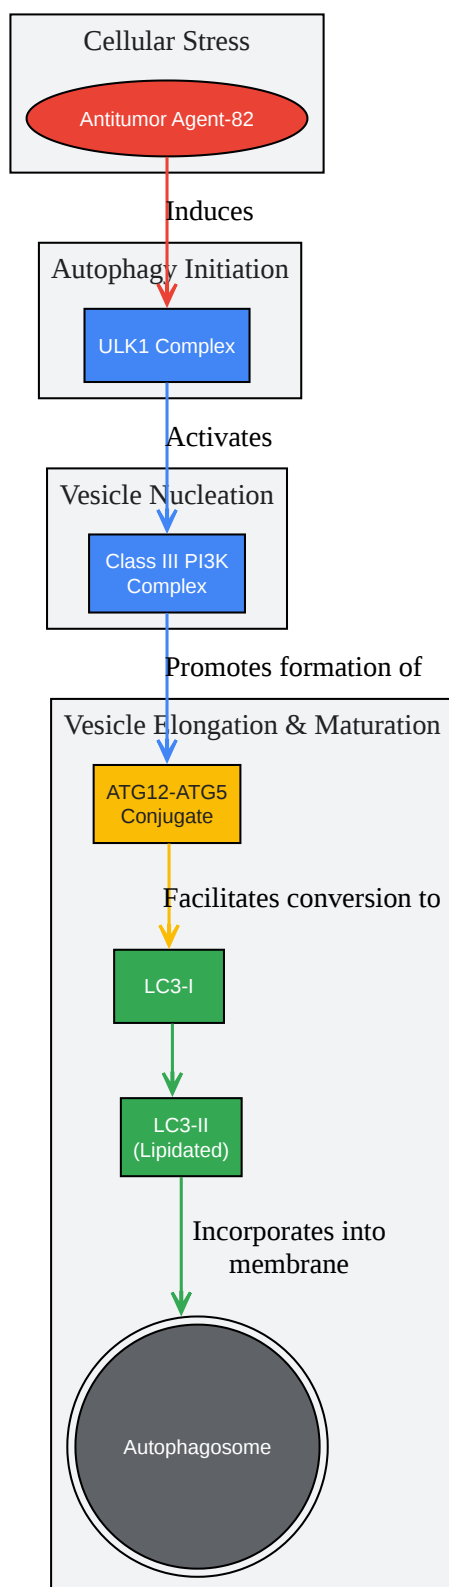 Cellular Stress
Antitumor Agent-82
Induces
Autophagy Initiation
ULK1 Complex
Activates
Vesicle Nucleation
Class III PI3K
Complex
Promotes formation of
Vesicle Elongation & Maturation
ATG12-ATG5
Conjugate
Facilitates conversion to
LC3-I
LC3-II
(Lipidated)
Incorporates into
membrane
Autophagosome